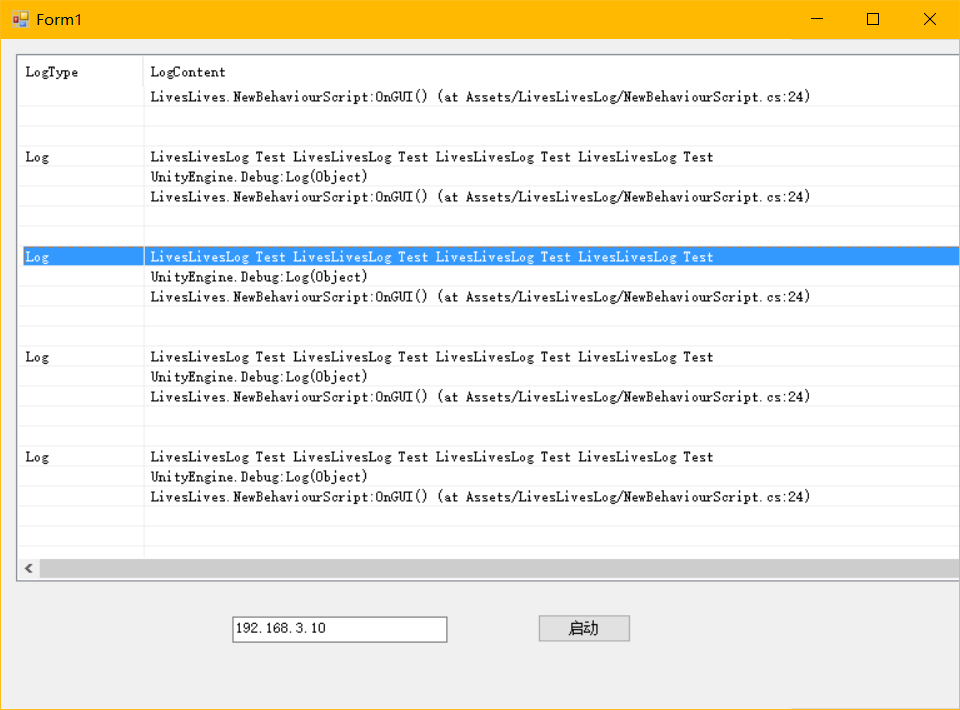 Form1
LogType LogContent
LivesLives.NewBehaviourScript:OnGUI() (at Assets/LivesLivesLog/NewBehaviourScript.cs:24)
Log LivesLivesLog Test LivesLivesLog Test LivesLivesLog Test LivesLivesLog Test
UnityEngine.Debug:Log(Object)
LivesLives.NewBehaviourScript:OnGUI() (at Assets/LivesLivesLog/NewBehaviourScript.cs:24)
Log LivesLivesLog Test LivesLivesLog Test LivesLivesLog Test LivesLivesLog Test
UnityEngine.Debug:Log(Object)
LivesLives.NewBehaviourScript:OnGUI() (at Assets/LivesLivesLog/NewBehaviourScript.cs:24)
Log LivesLivesLog Test LivesLivesLog Test LivesLivesLog Test LivesLivesLog Test
UnityEngine.Debug:Log(Object)
LivesLives.NewBehaviourScript:OnGUI() (at Assets/LivesLivesLog/NewBehaviourScript.cs:24)
Log LivesLivesLog Test LivesLivesLog Test LivesLivesLog Test LivesLivesLog Test
UnityEngine.Debug:Log(Object)
LivesLives.NewBehaviourScript:OnGUI() (at Assets/LivesLivesLog/NewBehaviourScript.cs:24)
192.168.3.10 启动